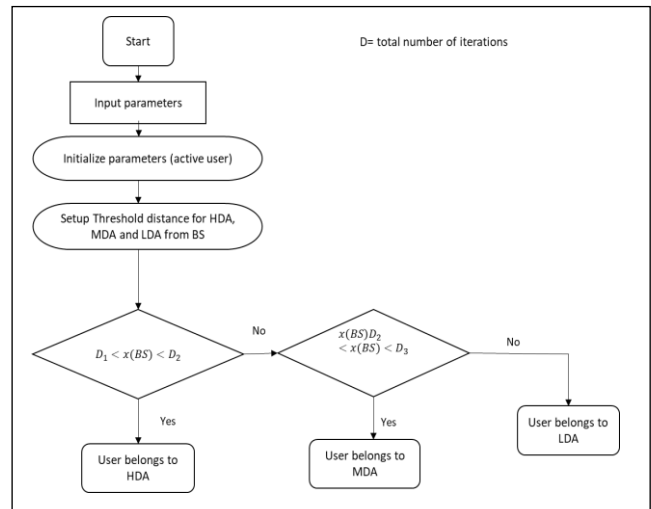 Start
D= total number of iterations
Input parameters
Initialize parameters (active user)
Setup Threshold distance for HDA,
MDA and LDA from BS
D₁ < x(BS) < D₂
No
x(BS)D₂
< x(BS) < D₃
No
Yes
Yes
User belongs to
HDA
User belongs to
MDA
User belongs to
LDA